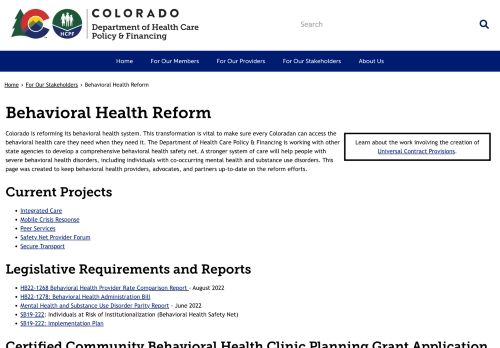 COLORADO
Department of Health Care
Policy & Financing
HCPF
Search
Home
For Our Members
For Our Providers
For Our Stakeholders
About Us
Home › For Our Stakeholders › Behavioral Health Reform
Behavioral Health Reform
Colorado is reforming its behavioral health system. This transformation is vital to make sure every Coloradan can access the
behavioral health care they need when they need it. The Department of Health Care Policy & Financing is working with other
state agencies to develop a comprehensive behavioral health safety net. A stronger system of care will help people with
severe behavioral health disorders, including individuals with co-occurring mental health and substance use disorders. This
page was created to keep behavioral health providers, advocates, and partners up-to-date on the reform efforts.
Learn about the work involving the creation of
Universal Contract Provisions.
Current Projects
Integrated Care
Mobile Crisis Response
Peer Services
Safety Net Provider Forum
Secure Transport
Legislative Requirements and Reports
HB22-1268 Behavioral Health Provider Rate Comparison Report - August 2022
HB22-1278: Behavioral Health Administration Bill
Mental Health and Substance Use Disorder Parity Report - June 2022
SB19-222: Individuals at Risk of Institutionalization (Behavioral Health Safety Net)
SB19-222: Implementation Plan
Certified Community Behavioral Health Clinic Planning Grant Application